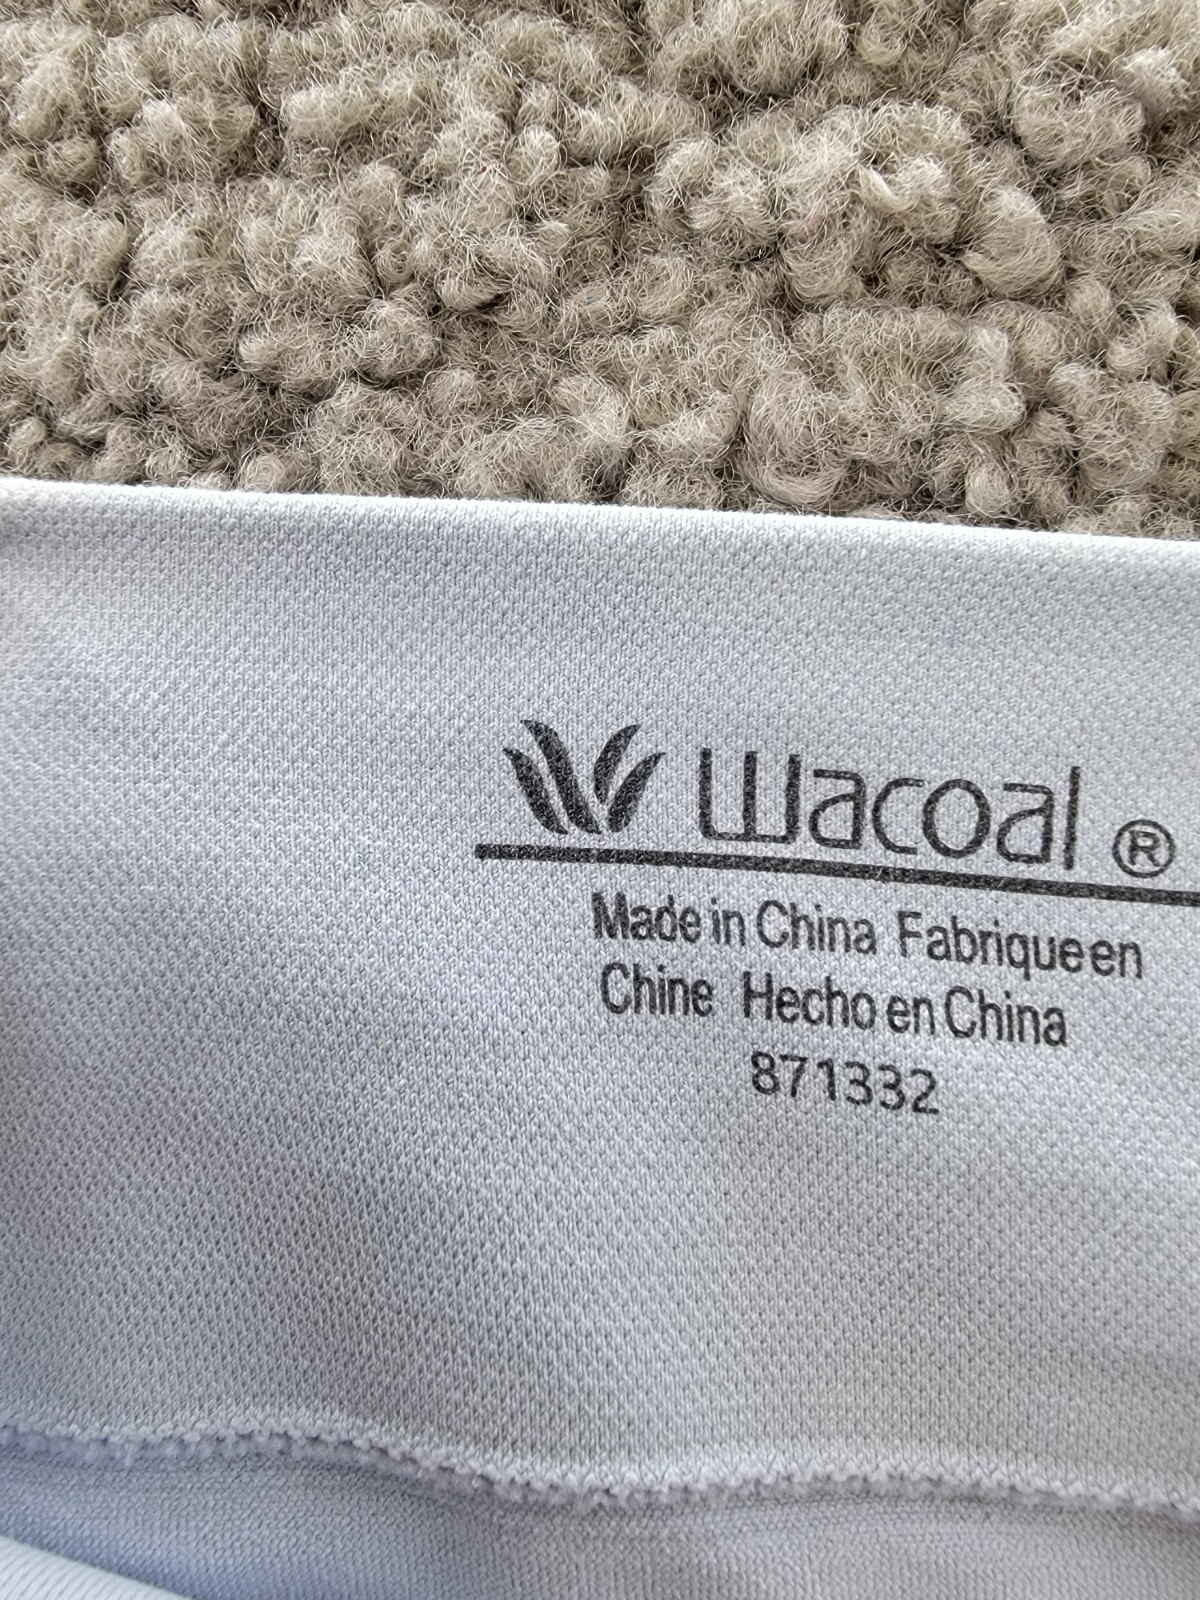 Wacoal ®
Made in China Fabrique en
Chine Hecho en China
871332